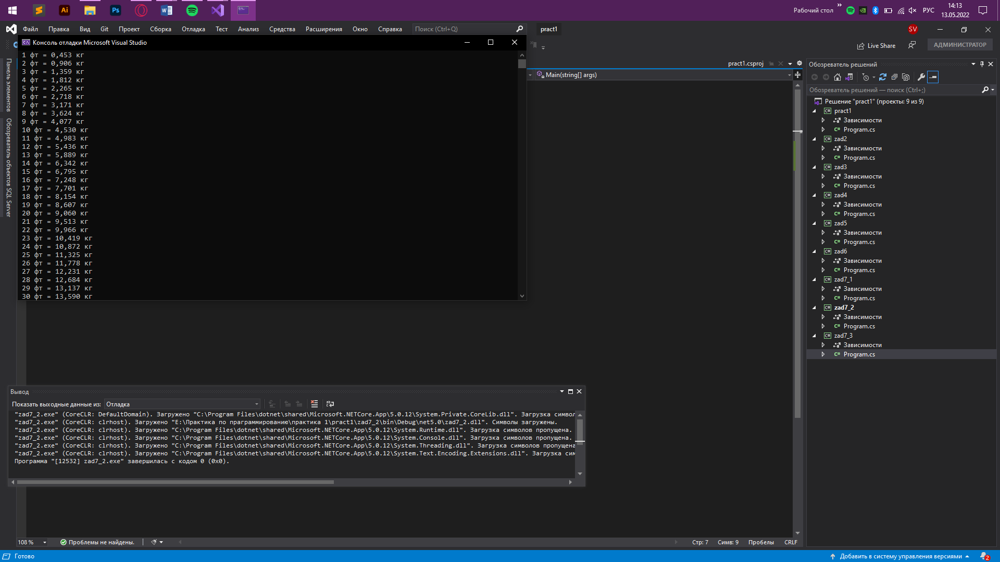 Рабочий стол
»
РУС
14:13
13.05.2022
Файл Правка Вид Git Проект Сборка Отладка Тест Анализ Средства Расширения Окно Справка Поиск (Ctrl+Q) pract1 SV
Консоль отладки Microsoft Visual Studio
Live Share
АДМИНИСТРАТОР
1 фт = 0,453 кг
2 фт = 0,906 кг
3 фт = 1,359 кг
4 фт = 1,812 кг
5 фт = 2,265 кг
6 фт = 2,718 кг
7 фт = 3,171 кг
8 фт = 3,624 кг
9 фт = 4,077 кг
10 фт = 4,530 кг
11 фт = 4,983 кг
12 фт = 5,436 кг
13 фт = 5,889 кг
14 фт = 6,342 кг
15 фт = 6,795 кг
16 фт = 7,248 кг
17 фт = 7,701 кг
18 фт = 8,154 кг
19 фт = 8,607 кг
20 фт = 9,060 кг
21 фт = 9,513 кг
22 фт = 9,966 кг
23 фт = 10,419 кг
24 фт = 10,872 кг
25 фт = 11,325 кг
26 фт = 11,778 кг
27 фт = 12,231 кг
28 фт = 12,684 кг
29 фт = 13,137 кг
30 фт = 13,590 кг
Панель элементов
Обозреватель объектов SQL Server
pract1.csproj
Main(string[] args)
Обозреватель решений
Обозреватель решений — поиск (Ctrl+;)
Решение "pract1" (проекты: 9 из 9)
pract1
Зависимости
Program.cs
zad2
Зависимости
Program.cs
zad3
Зависимости
Program.cs
zad4
Зависимости
Program.cs
zad5
Зависимости
Program.cs
zad6
Зависимости
Program.cs
zad7_1
Зависимости
Program.cs
zad7_2
Зависимости
Program.cs
zad7_3
Зависимости
Program.cs
Вывод
Показать выходные данные из: Отладка
"zad7_2.exe" (CoreCLR: DefaultDomain). Загружено "C:\Program Files\dotnet\shared\Microsoft.NETCore.App\5.0.12\System.Private.CoreLib.dll". Загрузка символ
"zad7_2.exe" (CoreCLR: clrhost). Загружено "E:\Практика по программированию\практика 1\pract1\zad7_2\bin\Debug\net5.0\zad7_2.dll". Символы загружены.
"zad7_2.exe" (CoreCLR: clrhost). Загружено "C:\Program Files\dotnet\shared\Microsoft.NETCore.App\5.0.12\System.Runtime.dll". Загрузка символов пропущена.
"zad7_2.exe" (CoreCLR: clrhost). Загружено "C:\Program Files\dotnet\shared\Microsoft.NETCore.App\5.0.12\System.Console.dll". Загрузка символов пропущена.
"zad7_2.exe" (CoreCLR: clrhost). Загружено "C:\Program Files\dotnet\shared\Microsoft.NETCore.App\5.0.12\System.Threading.dll". Загрузка символов пропущена
"zad7_2.exe" (CoreCLR: clrhost). Загружено "C:\Program Files\dotnet\shared\Microsoft.NETCore.App\5.0.12\System.Text.Encoding.Extensions.dll". Загрузка сим
Программа "[12532] zad7_2.exe" завершилась с кодом 0 (0x0).
108 % Проблемы не найдены. Стр: 7 Симв: 9 Пробелы CRLF
Готово Добавить в систему управления версиями 2